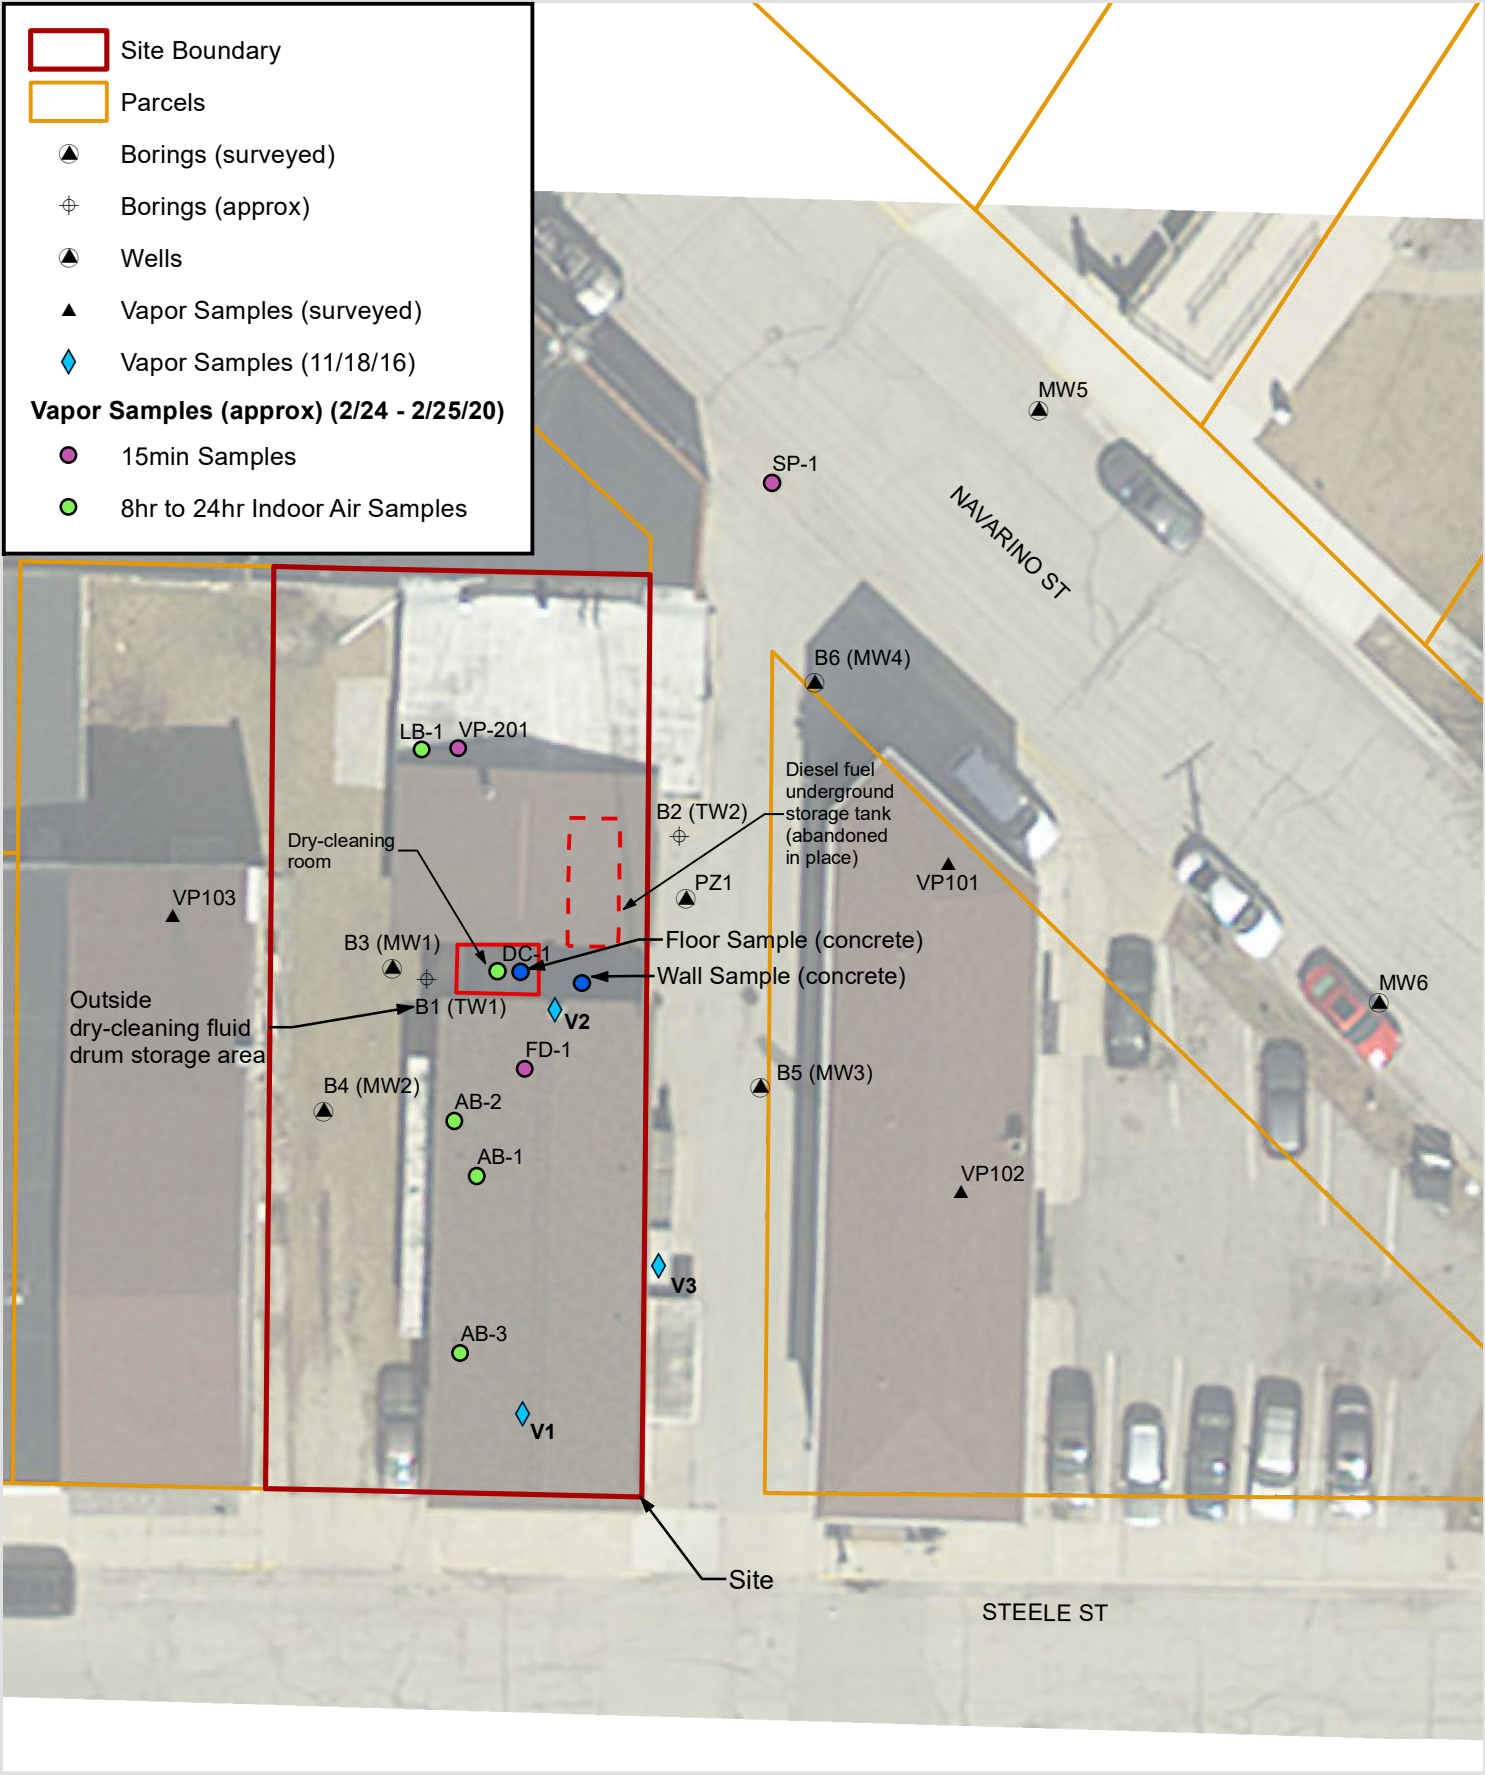 Site Boundary
Parcels
Borings (surveyed)
Borings (approx)
Wells
Vapor Samples (surveyed)
Vapor Samples (11/18/16)
Vapor Samples (approx) (2/24 - 2/25/20)
15min Samples
8hr to 24hr Indoor Air Samples
MW5
SP-1
NAVARINO ST
B6 (MW4)
LB-1
VP-201
Diesel fuel
underground
storage tank
(abandoned
in place)
B2 (TW2)
Dry-cleaning
room
VP101
PZ1
VP103
B3 (MW1)
DC-1
Floor Sample (concrete)
Wall Sample (concrete)
MW6
Outside
dry-cleaning fluid
drum storage area
B1 (TW1)
V2
FD-1
B5 (MW3)
B4 (MW2)
AB-2
AB-1
VP102
V3
AB-3
V1
Site
STEELE ST